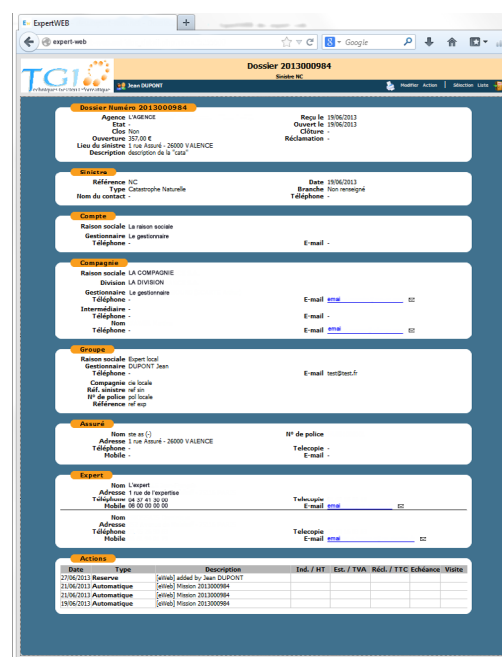 E- ExpertWEB +
expert-web
Google
TG1
Dossier 2013000984
Sinistre NC
Jean DUPONT
Modifier Action
Sélection Liste
Dossier Numéro 2013000984
Agence L'AGENCE Reçu le 19/06/2013
Etat - Ouvert le 19/06/2013
Clos Non Clôture -
Ouverture 357,00 € Réclamation -
Lieu du sinistre 1 rue Assuré - 26000 VALENCE
Description description de la "cata"
Sinistre
Référence NC Date 19/06/2013
Type Catastrophe Naturelle Branche Non renseigné
Nom du contact - Téléphone -
Compte
Raison sociale La raison sociale
Gestionnaire Le gestionnaire
Téléphone - E-mail -
Compagnie
Raison sociale LA COMPAGNIE
Division LA DIVISION
Gestionnaire Le gestionnaire
Téléphone - E-mail emai
Intermédiaire -
Téléphone - E-mail -
Nom
Téléphone - E-mail emai
Groupe
Raison sociale Expert local
Gestionnaire DUPONT Jean
Téléphone - E-mail test@test.fr
Compagnie cie locale
Réf. sinistre ref sin
N° de police pol locale
Référence ref exp
Assuré
Nom ste as (-) N° de police
Adresse 1 rue Assuré - 26000 VALENCE
Téléphone - Telecopie -
Mobile - E-mail -
Expert
Nom L'expert
Adresse 1 rue de l'expertise
Téléphone 04 37 41 30 00 Telecopie
Mobile 06 00 00 00 00 E-mail emai
Nom
Adresse
Téléphone Telecopie
Mobile E-mail emai
Actions
Date Type Description Ind. / HT Est. / TVA Récl. / TTC Echéance Visite
27/06/2013 Reserve [eWeb] added by Jean DUPONT
21/06/2013 Automatique [eWeb] Mission 2013000984
21/06/2013 Automatique [eWeb] Mission 2013000984
19/06/2013 Automatique [eWeb] Mission 2013000984